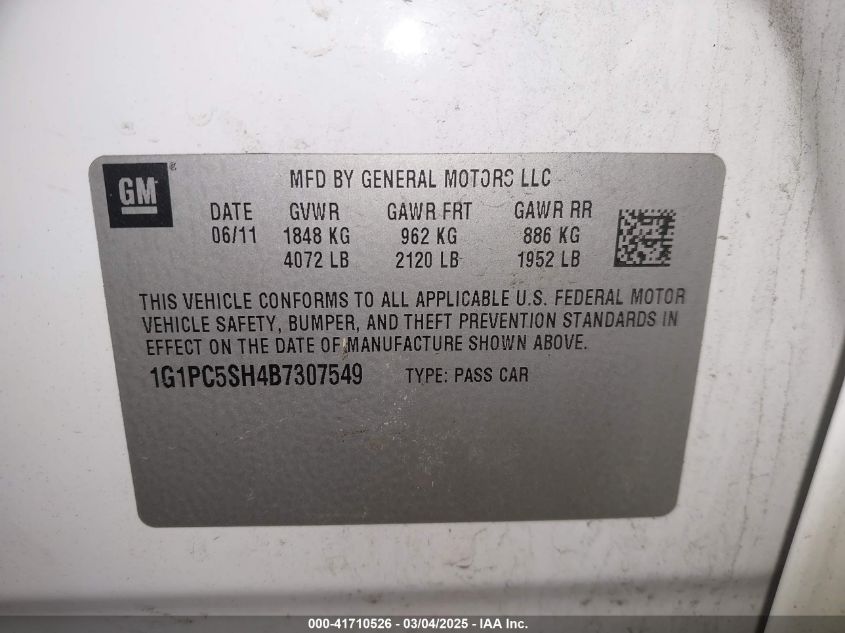 GM®
MFD BY GENERAL MOTORS LLC
DATE GVWR GAWR FRT GAWR RR
06/11 1848 KG 962 KG 886 KG
4072 LB 2120 LB 1952 LB
THIS VEHICLE CONFORMS TO ALL APPLICABLE U.S. FEDERAL MOTOR
VEHICLE SAFETY, BUMPER, AND THEFT PREVENTION STANDARDS IN
EFFECT ON THE DATE OF MANUFACTURE SHOWN ABOVE.
1G1PC5SH4B7307549 TYPE: PASS CAR
000-41710526 - 03/04/2025 - IAA Inc.